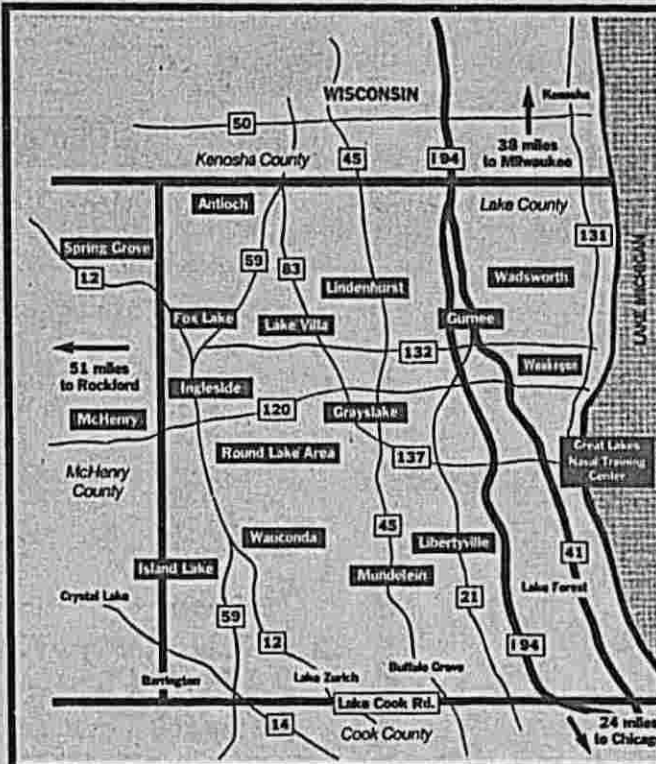 WISCONSIN
Kenosha
50
Kenosha County
45
I 94
38 miles
to Milwaukee
Antioch
Lake County
131
LAKE MICHIGAN
Spring Grove
12
59
83
Lindenhurst
Wadsworth
Fox Lake
Lake Villa
Gurnee
51 miles
to Rockford
132
Waukegan
Ingleside
McHenry
120
Grayslake
Round Lake Area
137
Great Lakes
Naval Training
Center
McHenry
County
Wauconda
45
Libertyville
41
Island Lake
Mundelein
Lake Forest
Crystal Lake
59
21
12
I 94
Barrington
Lake Zurich
Buffalo Grove
Lake Cook Rd.
14
Cook County
24 miles
to Chicag